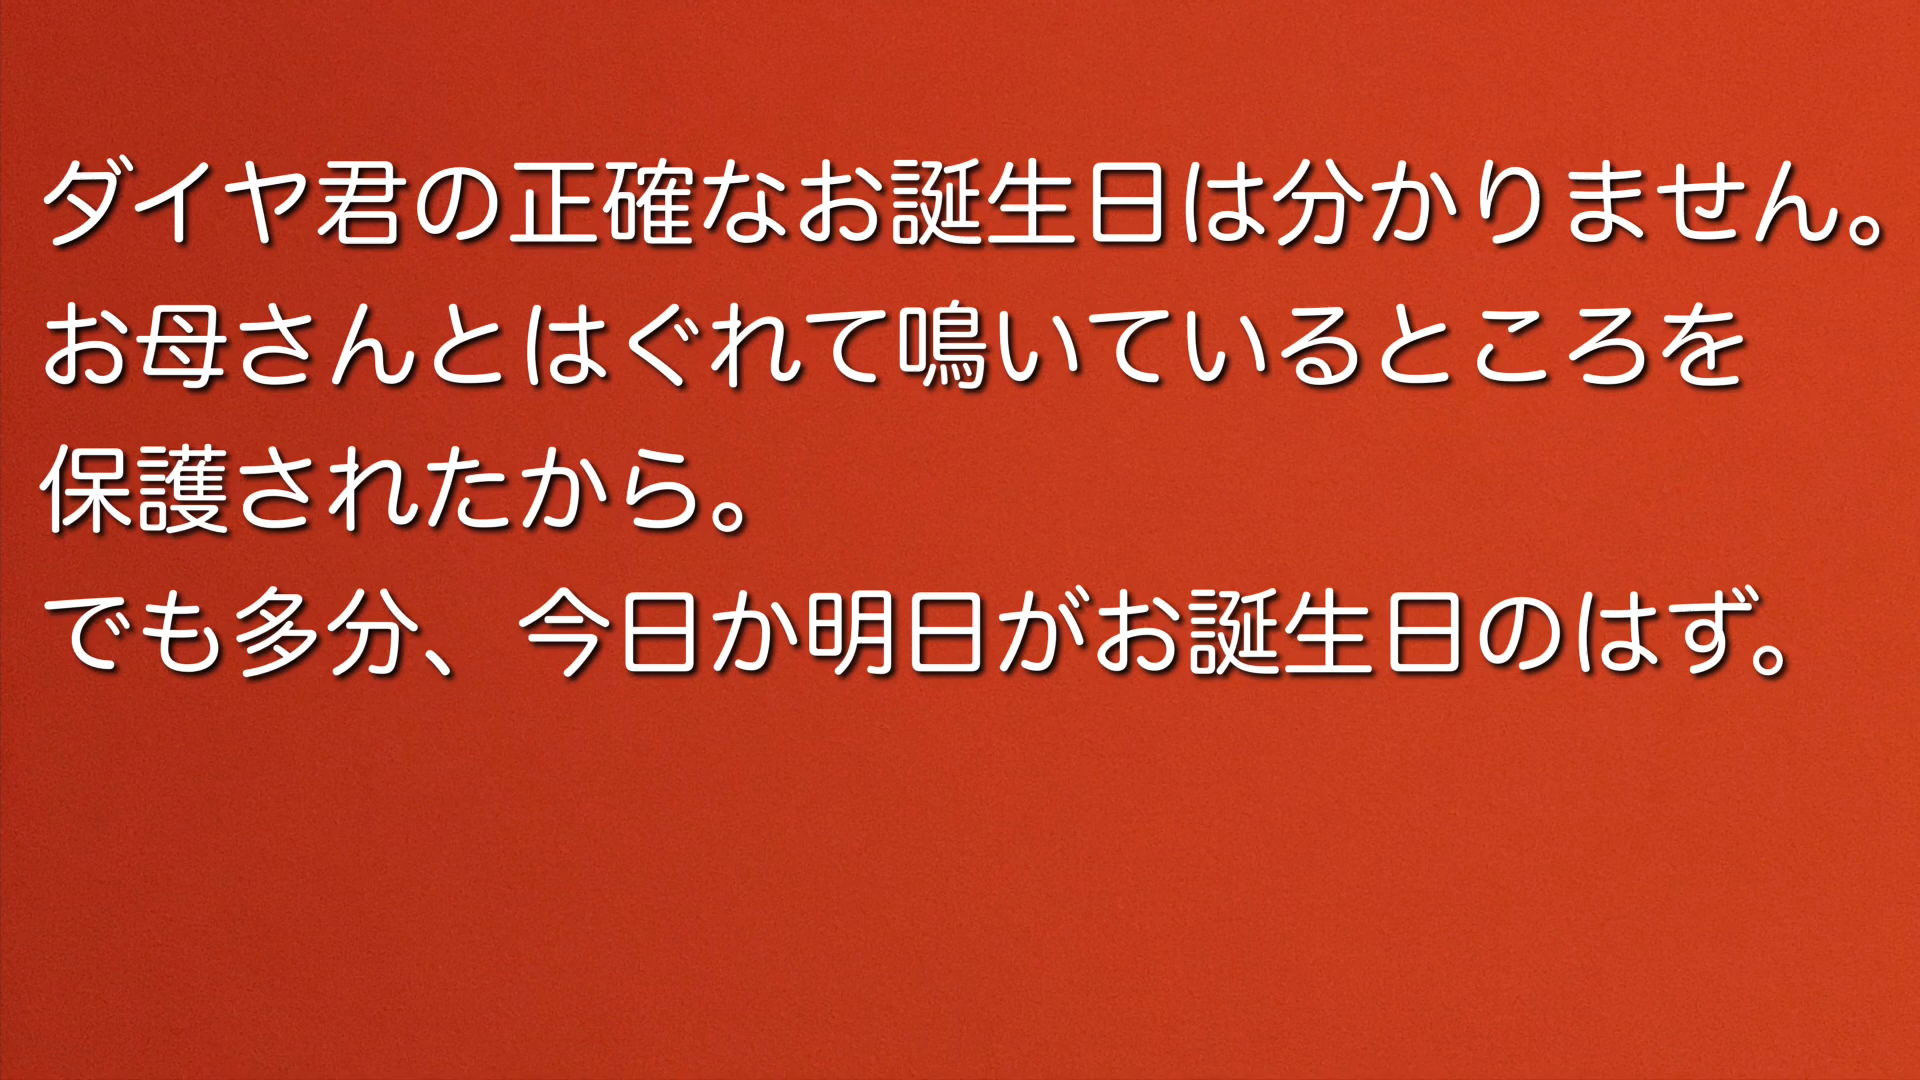 ダイヤ君の正確なお誕生日は分かりません。
お母さんとはぐれて鳴いているところを
保護されたから。
でも多分、今日か明日がお誕生日のはず。